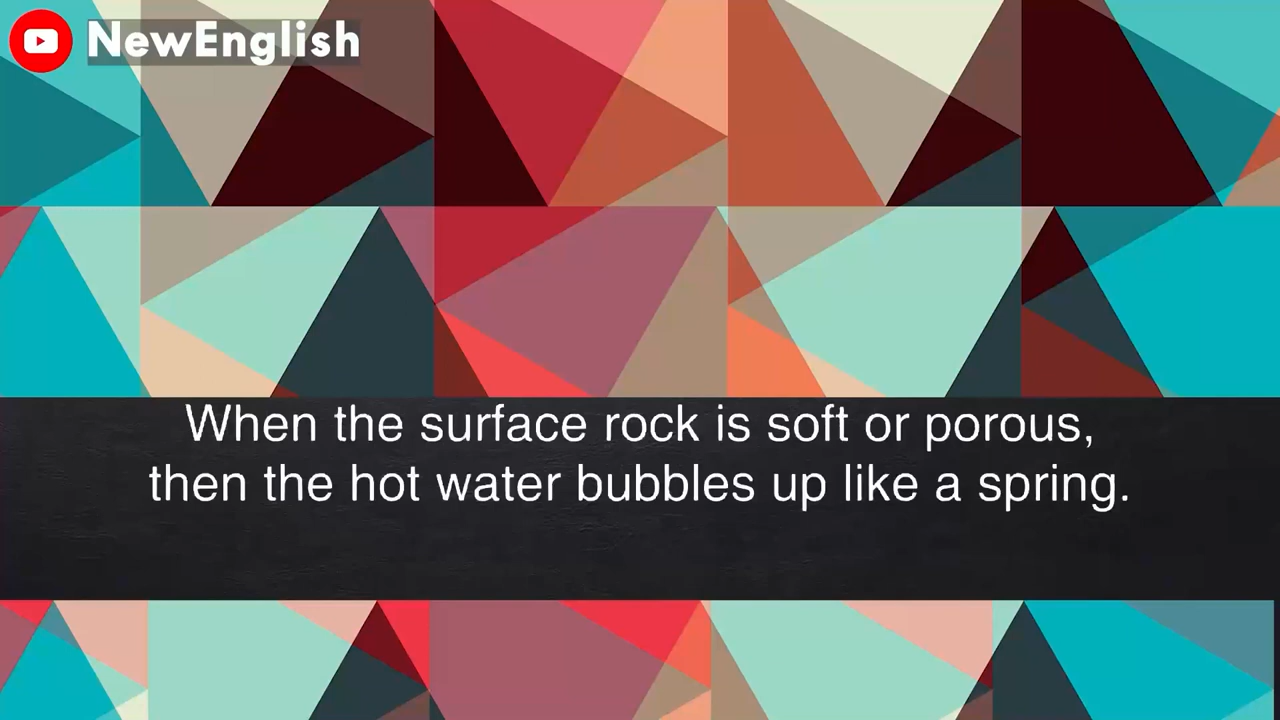 NewEnglish
When the surface rock is soft or porous,
then the hot water bubbles up like a spring.